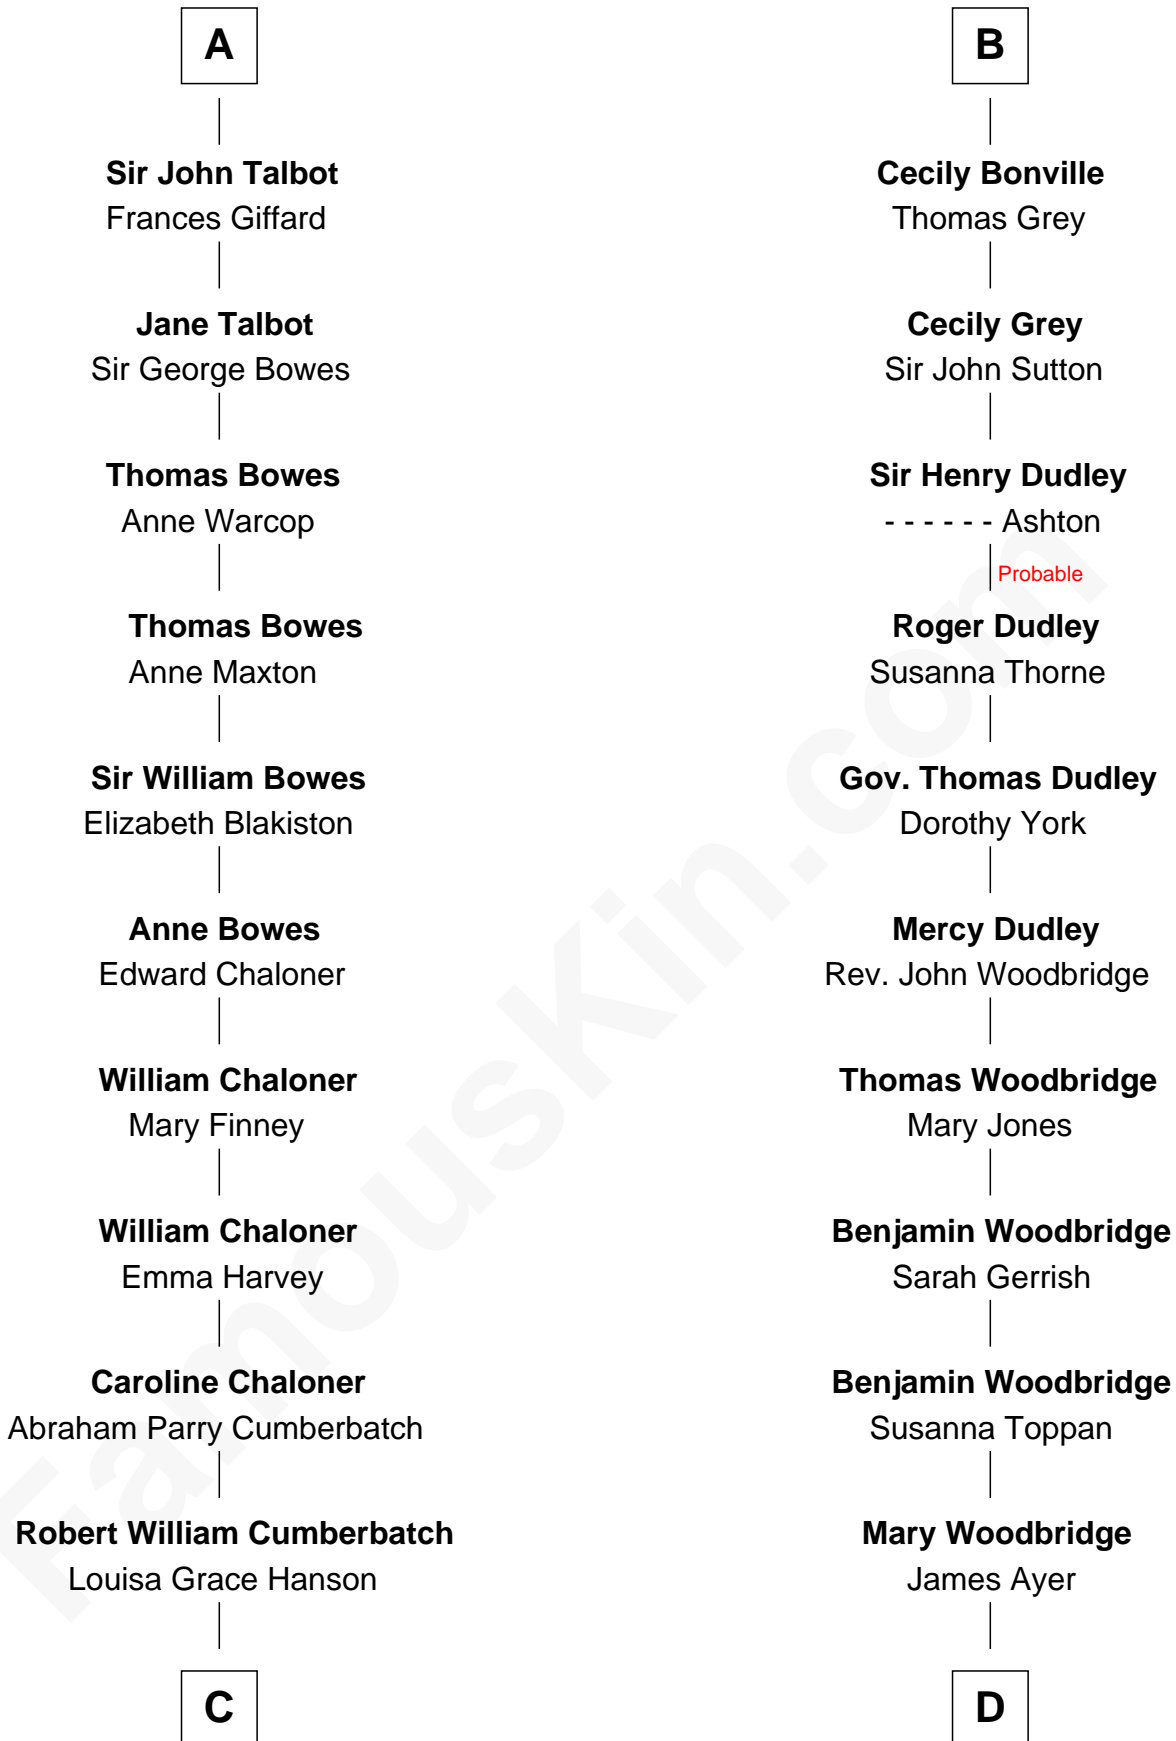 A
Sir John Talbot
Frances Giffard
Jane Talbot
Sir George Bowes
Thomas Bowes
Anne Warcop
Thomas Bowes
Anne Maxton
Sir William Bowes
Elizabeth Blakiston
Anne Bowes
Edward Chaloner
William Chaloner
Mary Finney
William Chaloner
Emma Harvey
Caroline Chaloner
Abraham Parry Cumberbatch
Robert William Cumberbatch
Louisa Grace Hanson
C
B
Cecily Bonville
Thomas Grey
Cecily Grey
Sir John Sutton
Sir Henry Dudley
- - - - - - Ashton
Probable
Roger Dudley
Susanna Thorne
Gov. Thomas Dudley
Dorothy York
Mercy Dudley
Rev. John Woodbridge
Thomas Woodbridge
Mary Jones
Benjamin Woodbridge
Sarah Gerrish
Benjamin Woodbridge
Susanna Toppan
Mary Woodbridge
James Ayer
D
FamousKin.com